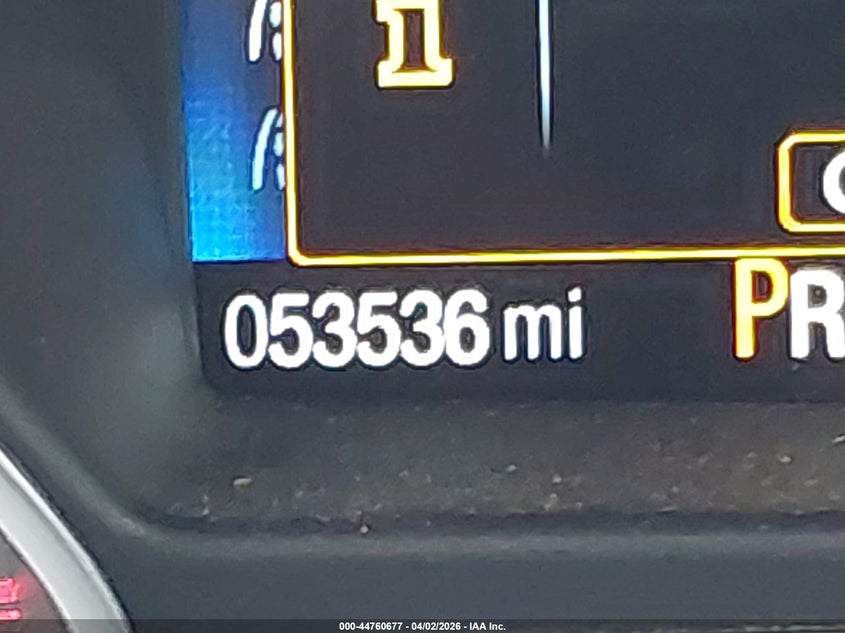 i
053536 mi
PR
000-44760677 - 04/02/2026 - IAA Inc.